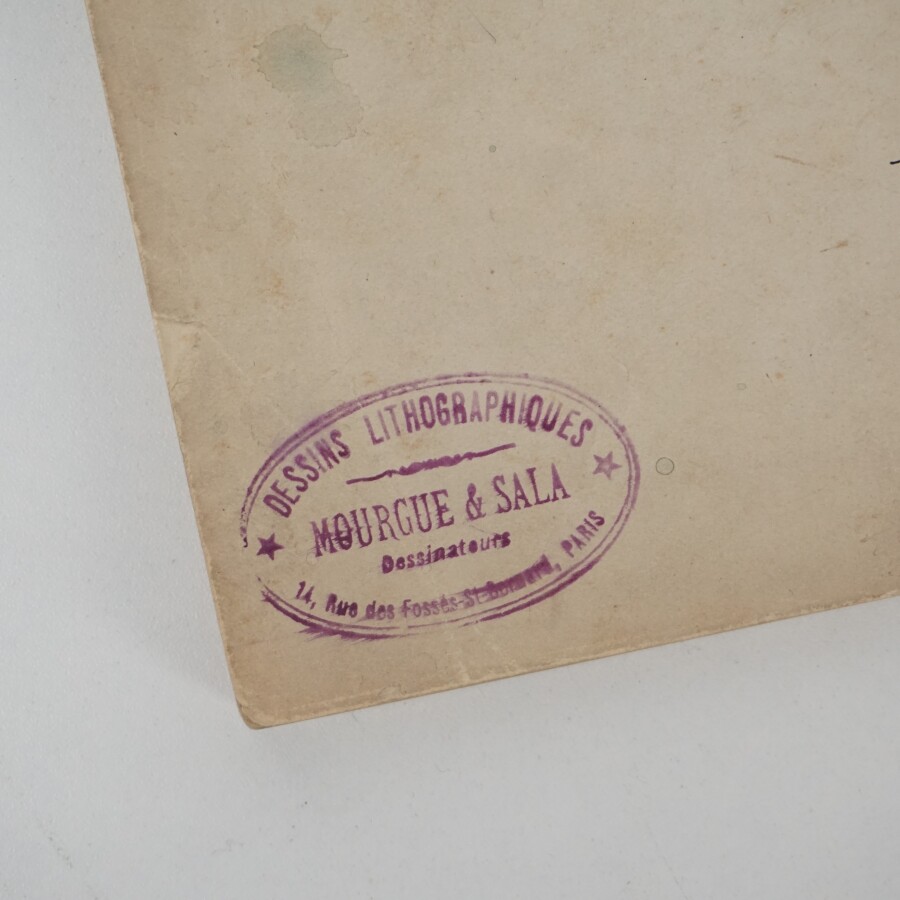 DESSINS LITHOGRAPHIQUES
MOURGUE & SALA
Dessinateurs
14, Rue des Fossés-St-Bernard, PARIS